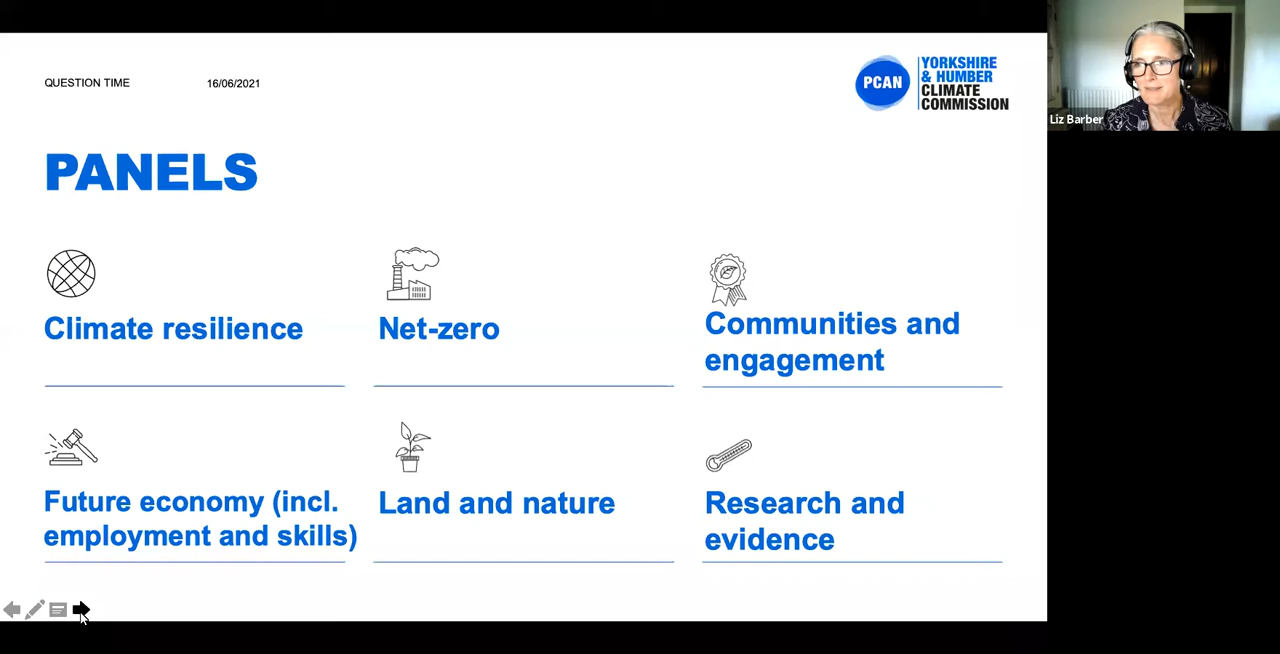 QUESTION TIME 16/06/2021
PCAN
YORKSHIRE
& HUMBER
CLIMATE
COMMISSION
Liz Barber
PANELS
Climate resilience
Net-zero
Communities and
engagement
Future economy (incl.
employment and skills)
Land and nature
Research and
evidence